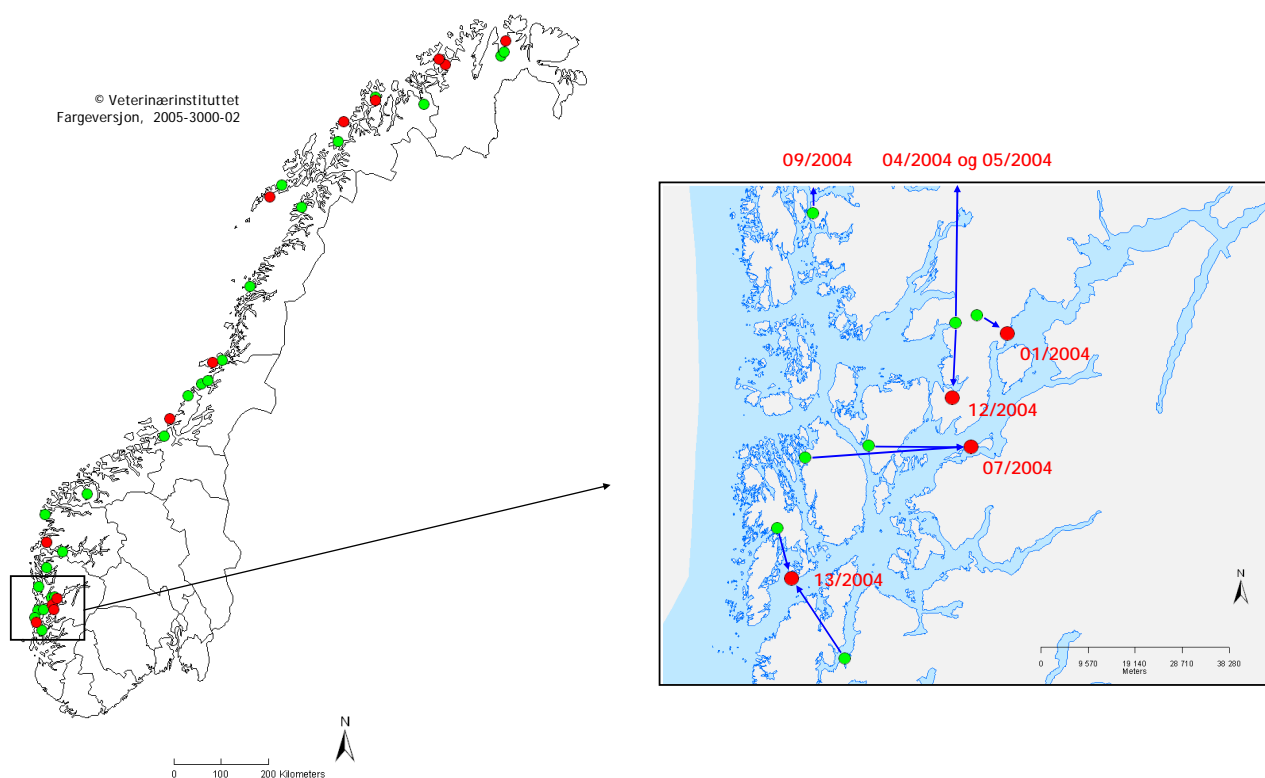 © Veterinærinstituttet
Fargeversjon, 2005-3000-02
N
0 100 200 Kilometers
09/2004 04/2004 og 05/2004
01/2004
12/2004
07/2004
13/2004
N
0 9 570 19 140 28 710 38 280
Meters